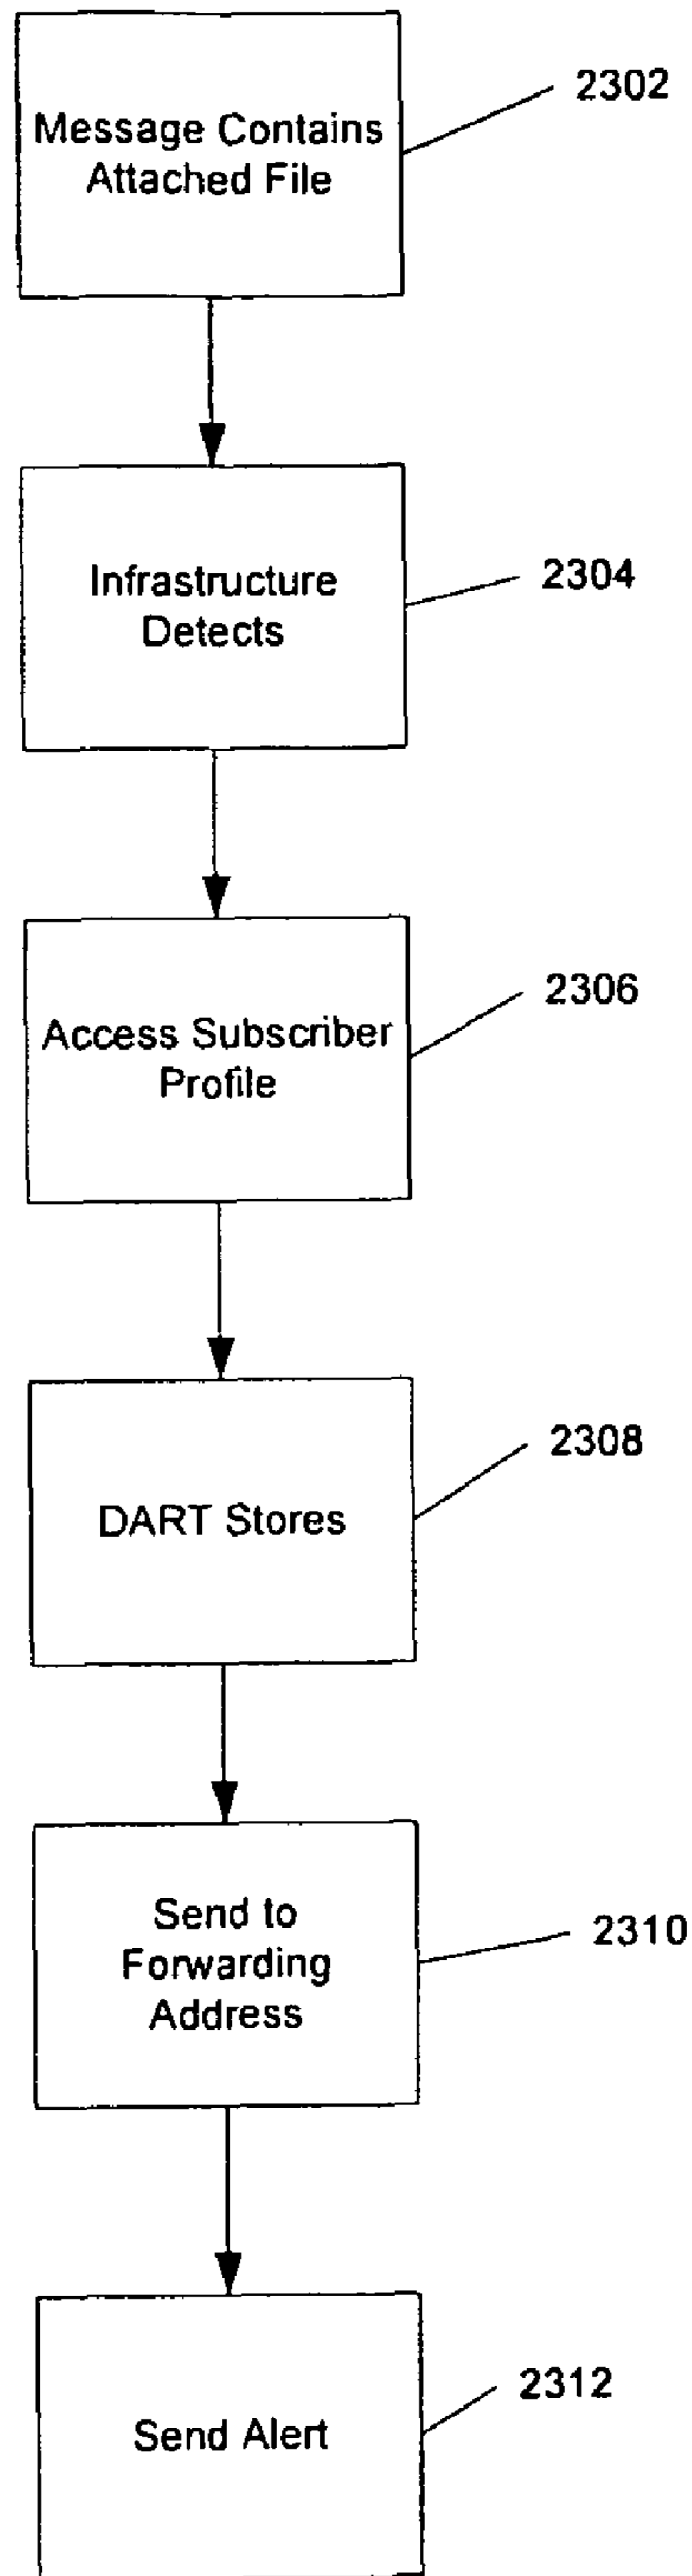 2302
Message Contains
Attached File
2304
Infrastructure
Detects
2306
Access Subscriber
Profile
2308
DART Stores
2310
Send to
Forwarding
Address
2312
Send Alert